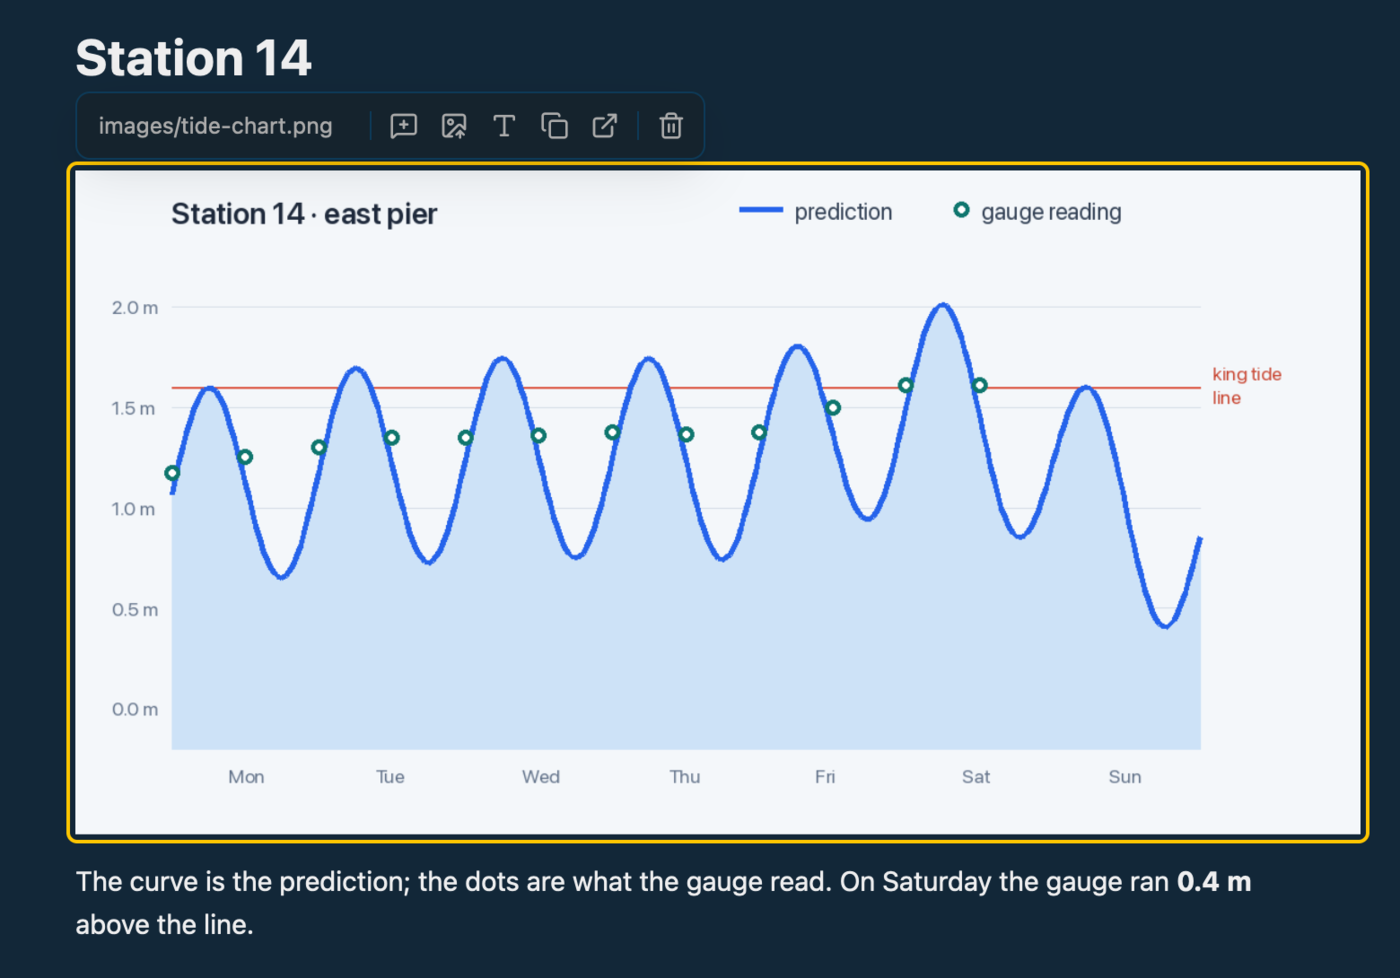 Station 14
images/tide-chart.png
Station 14 · east pier
prediction
gauge reading
2.0 m
king tide
line
1.5 m
1.0 m
0.5 m
0.0 m
Mon
Tue
Wed
Thu
Fri
Sat
Sun
The curve is the prediction; the dots are what the gauge read. On Saturday the gauge ran 0.4 m
above the line.